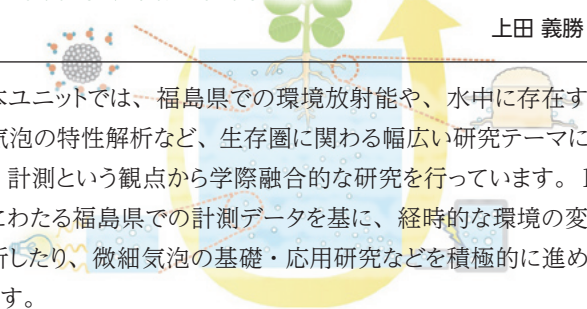 上田 義勝
本ユニットでは、福島県での環境放射能や、水中に存在す
気泡の特性解析など、生存圏に関わる幅広い研究テーマに
計測という観点から学際融合的な研究を行っています。
にわたる福島県での計測データを基に、経時的な環境の変
析したり、微細気泡の基礎・応用研究などを積極的に進め
す。